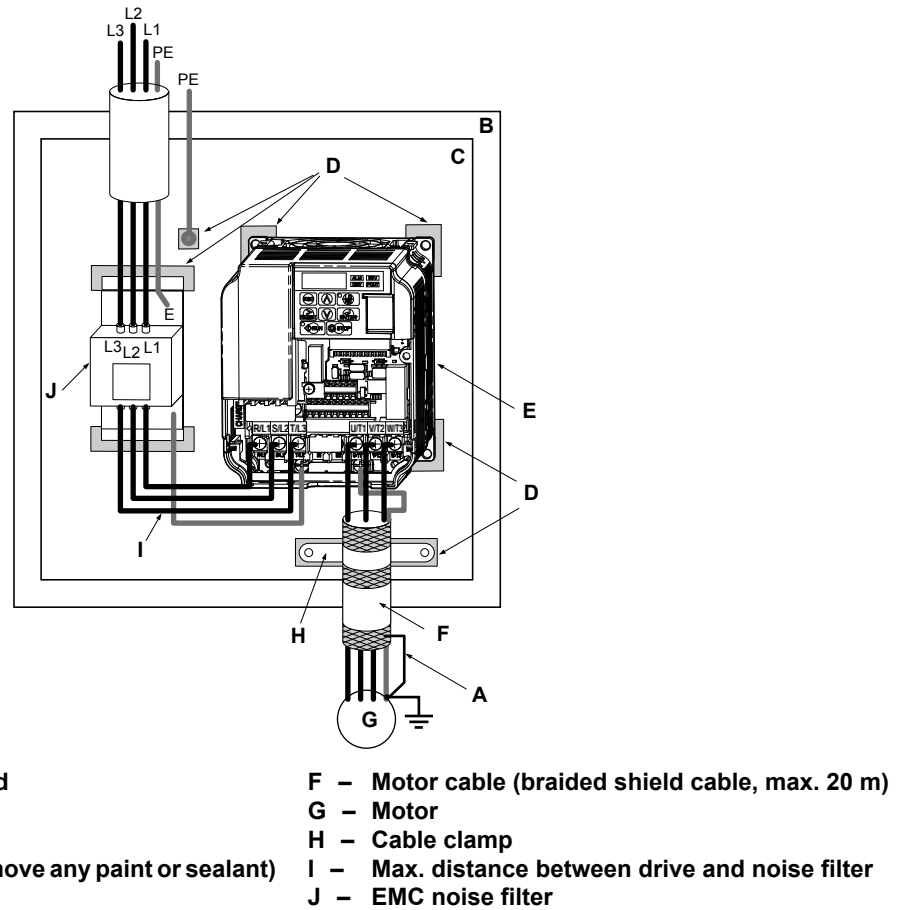 L2
L3 L1
PE
PE
B
C
D
E
L3 L2 L1
J
R/L1 S/L2 T/L3 U/T1 V/T2 W/T3
E
D
I
H
F
A
G
F – Motor cable (braided shield cable, max. 20 m)
G – Motor
H – Cable clamp
move any paint or sealant) I – Max. distance between drive and noise filter
J – EMC noise filter